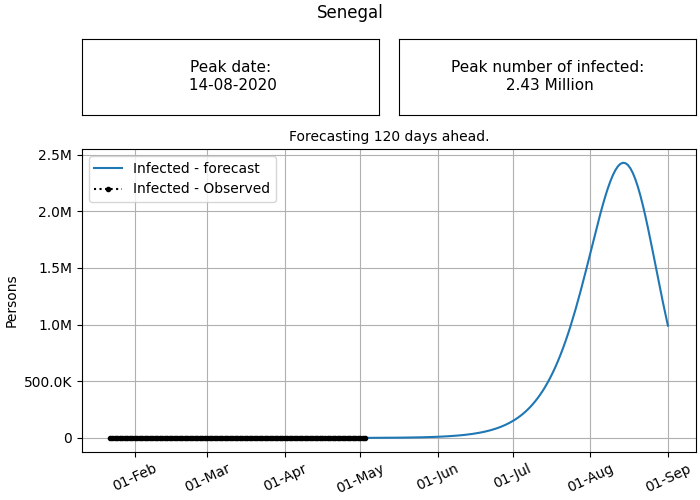 Senegal
Peak date:
14-08-2020
Peak number of infected:
2.43 Million
Forecasting 120 days ahead.
Infected - forecast
Infected - Observed
Persons
2.5M
2.0M
1.5M
1.0M
500.0K
0
01-Feb
01-Mar
01-Apr
01-May
01-Jun
01-Jul
01-Aug
01-Sep